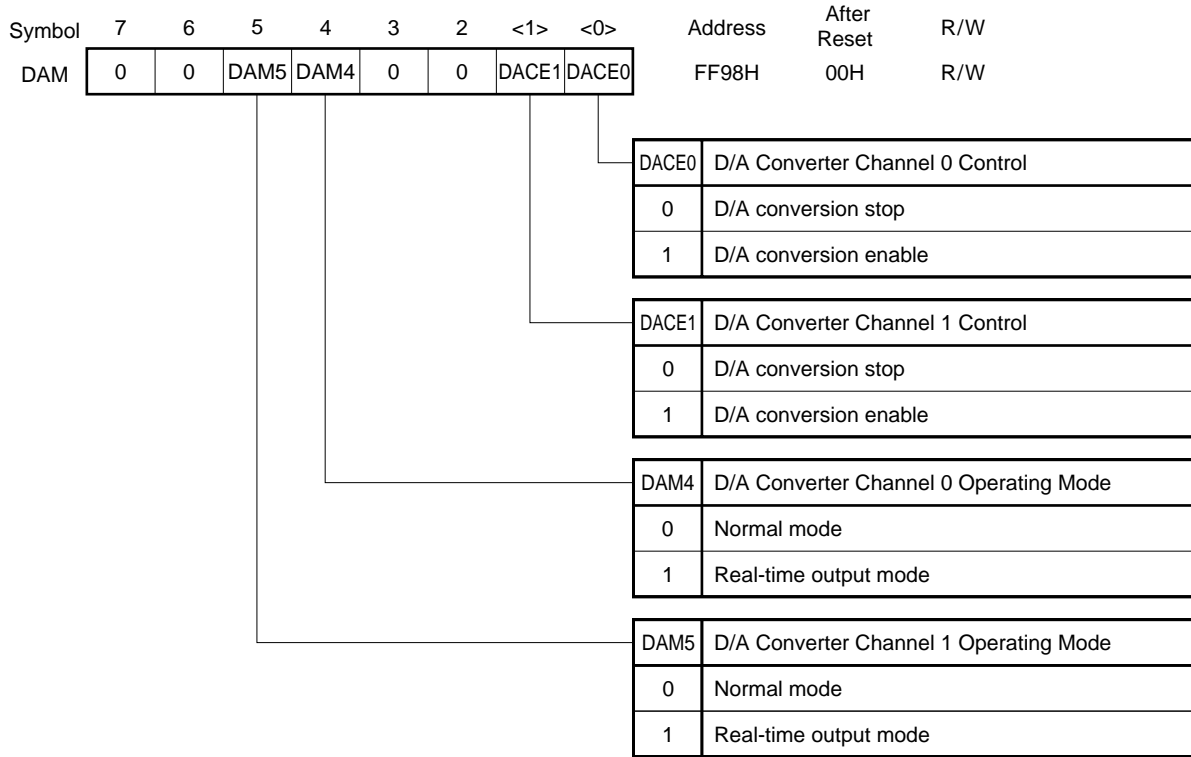 Symbol 7 6 5 4 3 2 <1> <0> Address After Reset R/W
DAM 0 0 DAM5 DAM4 0 0 DACE1 DACE0 FF98H 00H R/W
DACE0 D/A Converter Channel 0 Control
0 D/A conversion stop
1 D/A conversion enable
DACE1 D/A Converter Channel 1 Control
0 D/A conversion stop
1 D/A conversion enable
DAM4 D/A Converter Channel 0 Operating Mode
0 Normal mode
1 Real-time output mode
DAM5 D/A Converter Channel 1 Operating Mode
0 Normal mode
1 Real-time output mode